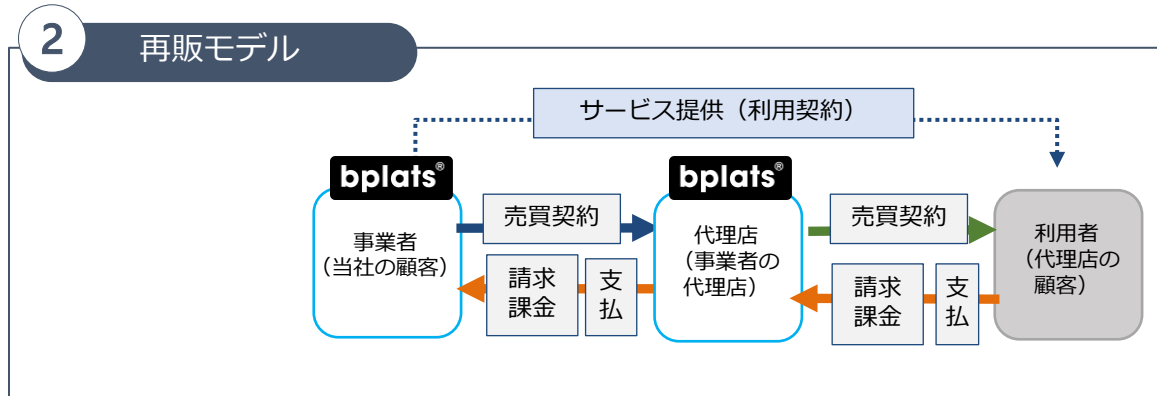 2
再販モデル
サービス提供（利用契約）
bplats®
bplats®
事業者
（当社の顧客）
売買契約
請求
課金
支
払
代理店
（事業者の
代理店）
売買契約
請求
課金
支
払
利用者
（代理店の
顧客）